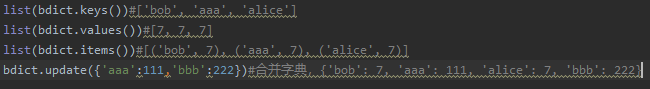 list(bdict.keys())#['bob', 'aaa', 'alice']
list(bdict.values())#[7, 7, 7]
list(bdict.items())#[('bob', 7), ('aaa', 7), ('alice', 7)]
bdict.update({'aaa':111,'bbb':222})#合并字典, {'bob': 7, 'aaa': 111, 'alice': 7, 'bbb': 222}